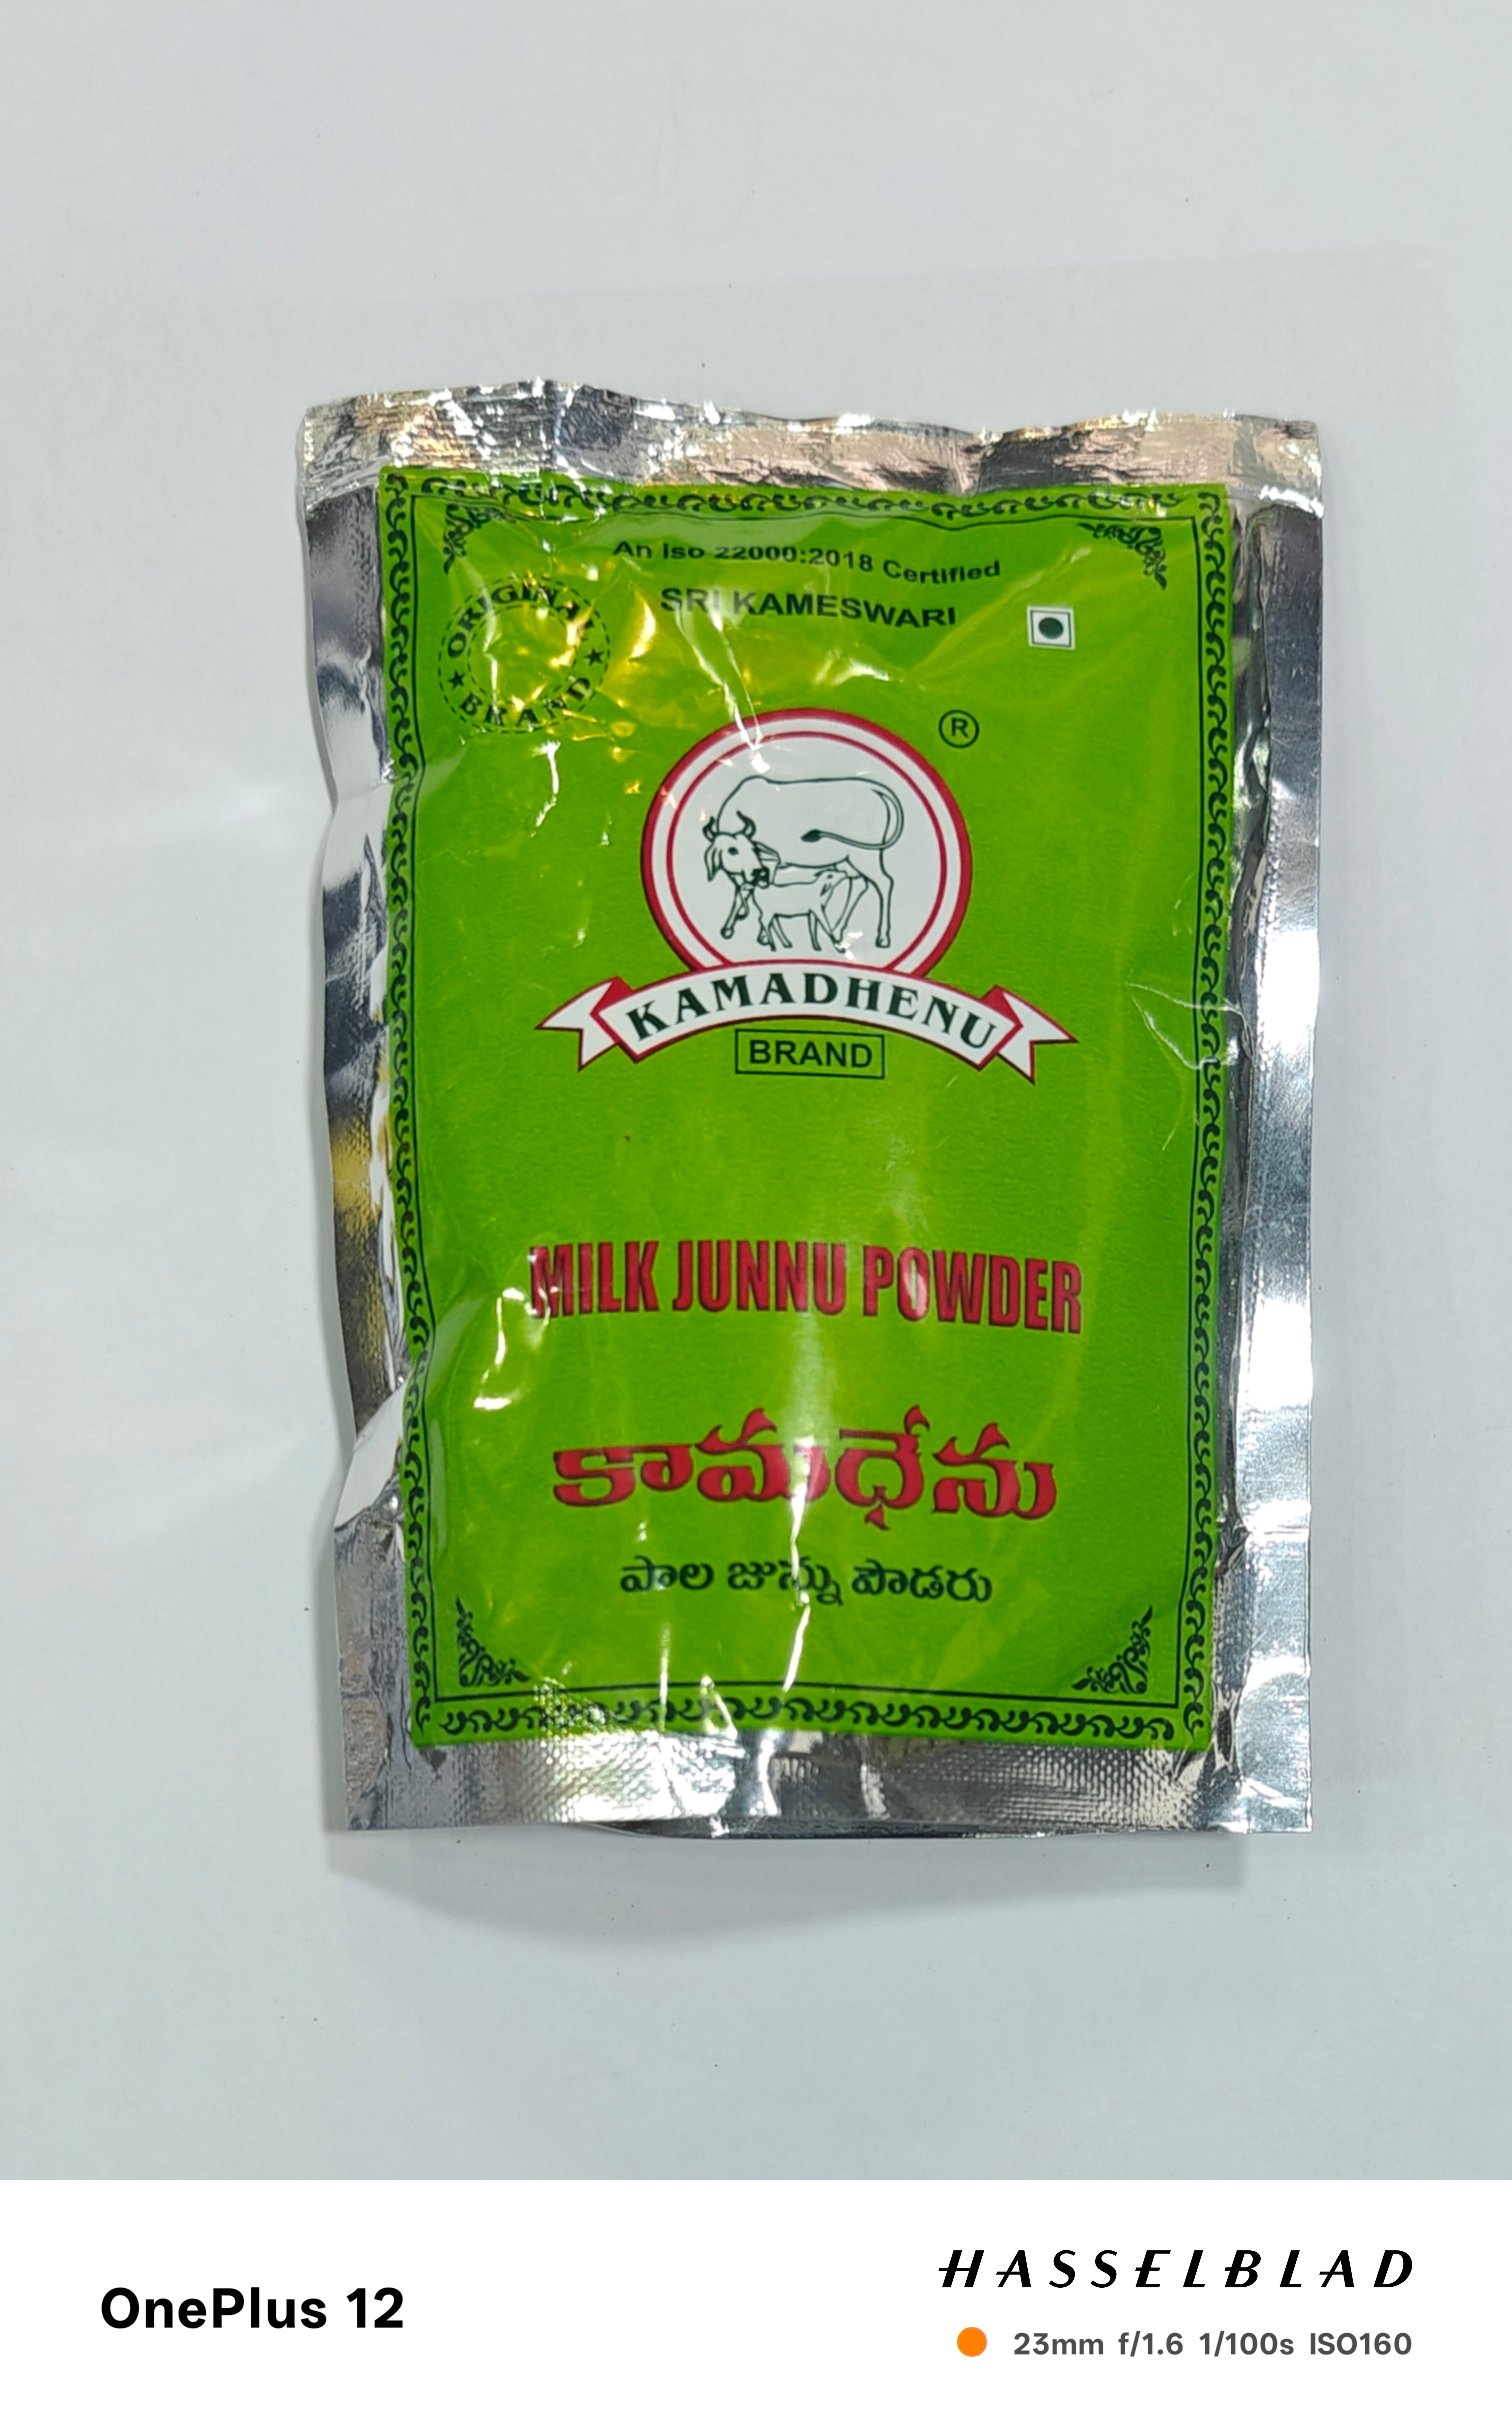 An Iso 22000:2018 Certified
SRI KAMESWARI
ORIGINAL
BRAND
®
KAMADHENU
BRAND
MILK JUNNU POWDER
కామధేను
పాల జున్ను పౌడరు
OnePlus 12
HASSELBLAD
23mm f/1.6 1/100s ISO160